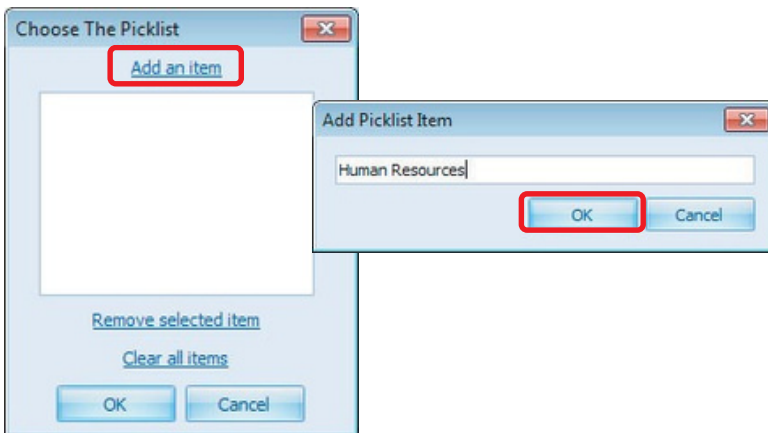 Choose The Picklist
Add an item
Remove selected item
Clear all items
OK Cancel
Add Picklist Item
Human Resources
OK Cancel